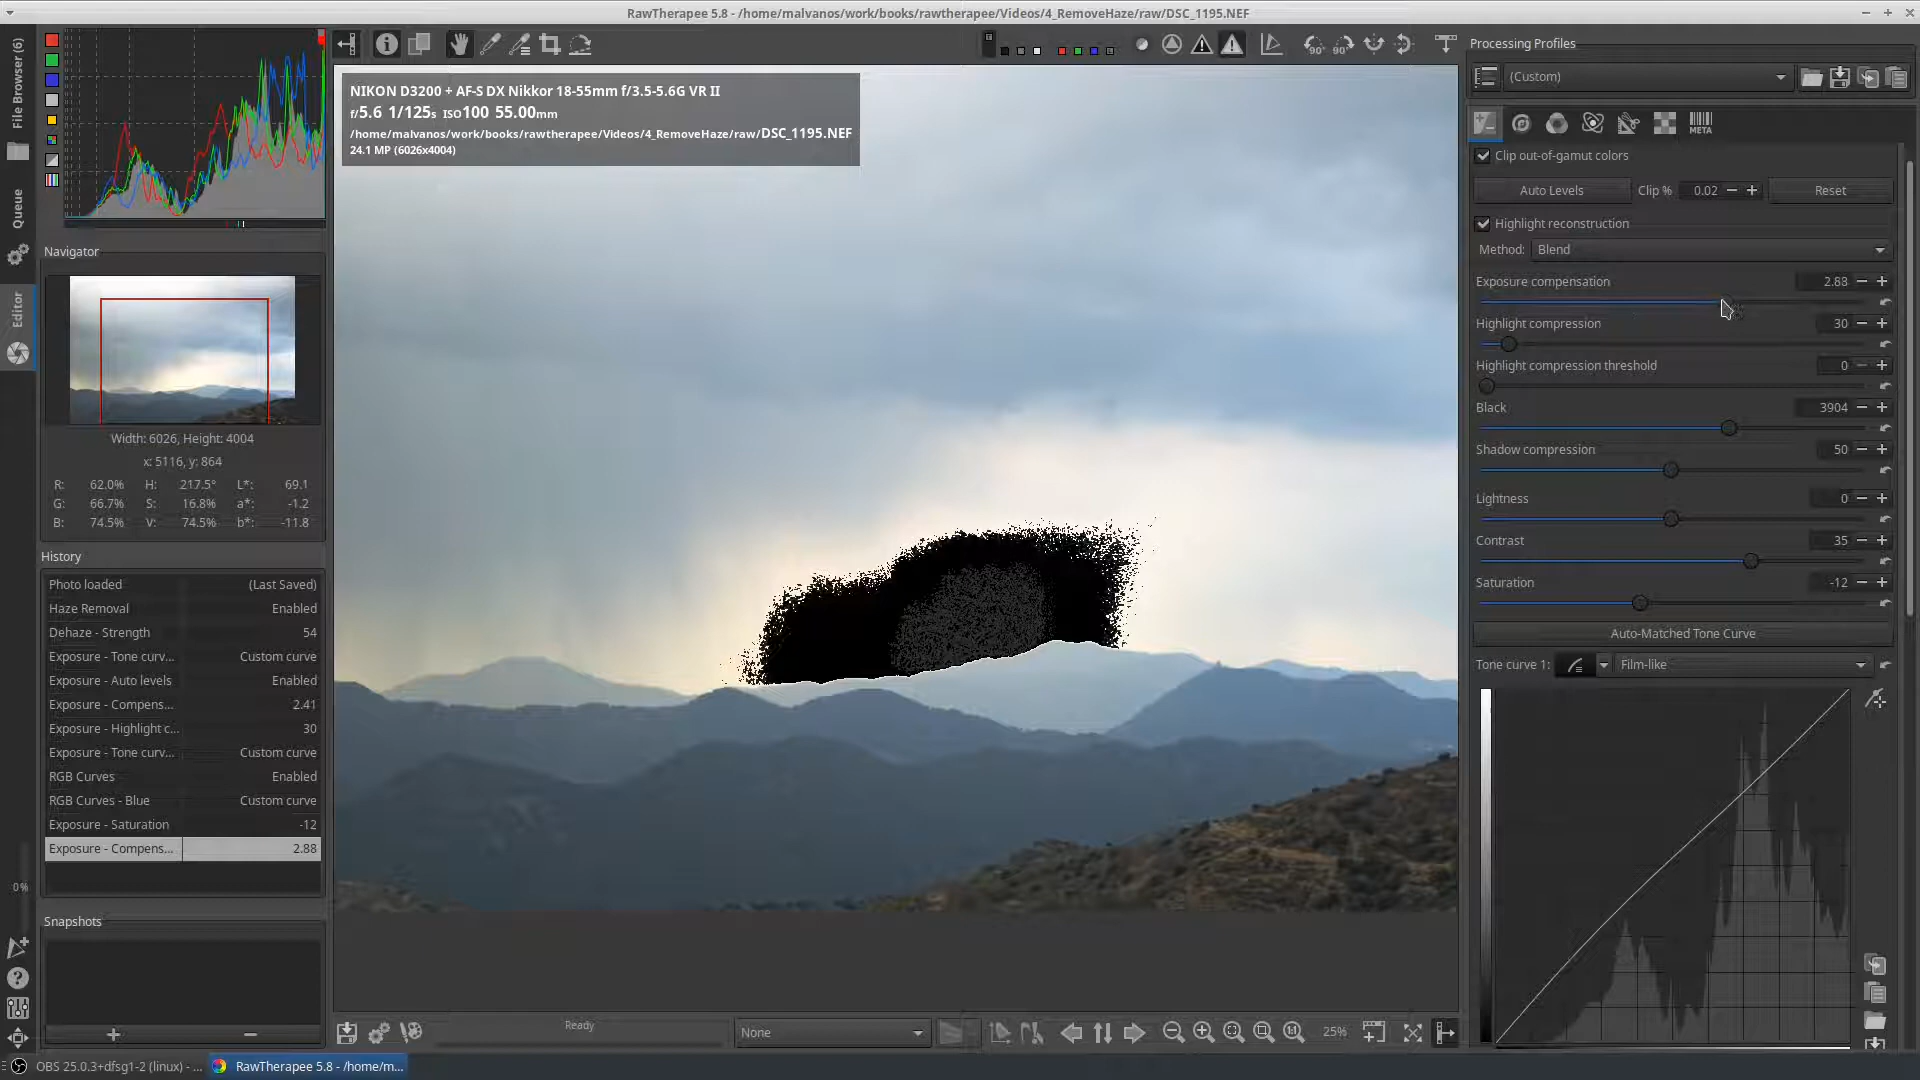 RawTherapee 5.8 - /home/malvanos/work/books/rawtherapee/Videos/4_RemoveHaze/raw/DSC_1195.NEF
File Browser (6)
Queue
Editor
0%
NIKON D3200 + AF-S DX Nikkor 18-55mm f/3.5-5.6G VR II
f/5.6 1/125s ISO100 55.00mm
/home/malvanos/work/books/rawtherapee/Videos/4_RemoveHaze/raw/DSC_1195.NEF
24.1 MP (6026x4004)
Navigator
Width: 6026, Height: 4004
x: 5116, y: 864
R: 62.0% H: 217.5° L*: 69.1
G: 66.7% S: 16.8% a*: -1.2
B: 74.5% V: 74.5% b*: -11.8
History
Photo loaded (Last Saved)
Haze Removal Enabled
Dehaze - Strength 54
Exposure - Tone curv... Custom curve
Exposure - Auto levels Enabled
Exposure - Compens... 2.41
Exposure - Highlight c... 30
Exposure - Tone curv... Custom curve
RGB Curves Enabled
RGB Curves - Blue Custom curve
Exposure - Saturation -12
Exposure - Compens... 2.88
Snapshots
Ready
None
25%
1:1
90°
90°
Processing Profiles
(Custom)
META
Clip out-of-gamut colors
Auto Levels Clip % 0.02 Reset
Highlight reconstruction
Method: Blend
Exposure compensation 2.88
Highlight compression 30
Highlight compression threshold 0
Black 3904
Shadow compression 50
Lightness 0
Contrast 35
Saturation -12
Auto-Matched Tone Curve
Tone curve 1: Film-like
OBS 25.0.3+dfsg1-2 (linux) - ...
RawTherapee 5.8 - /home/m...